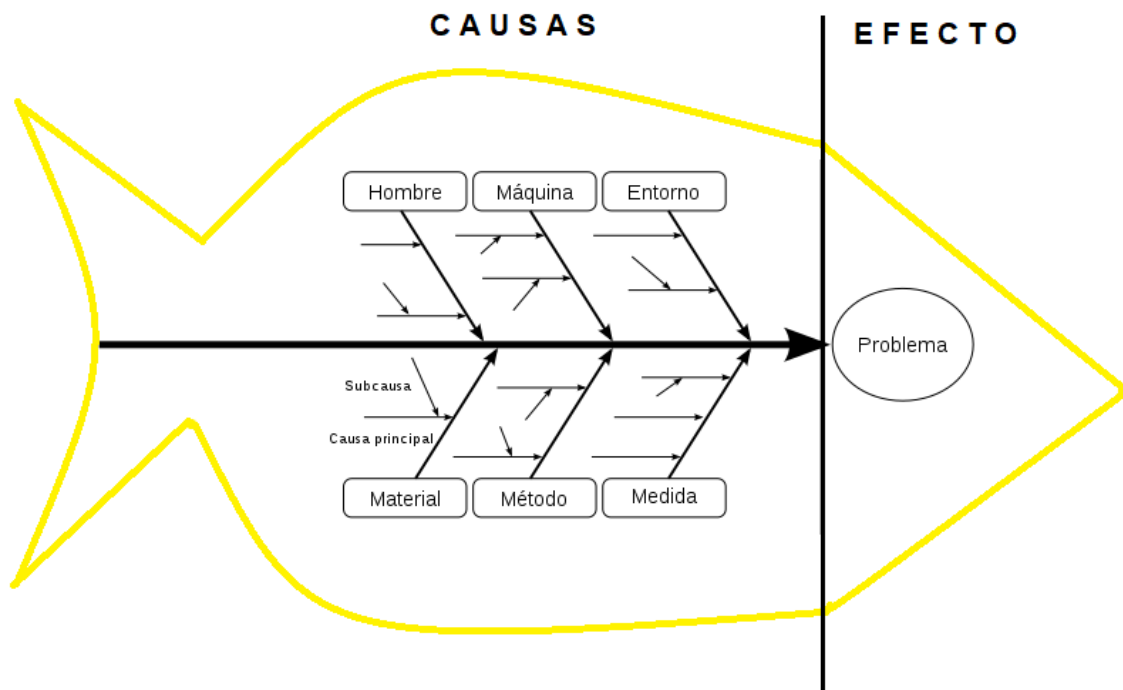 CAUSAS
EFECTO
Hombre
Máquina
Entorno
Problema
Subcausa
Causa principal
Material
Método
Medida